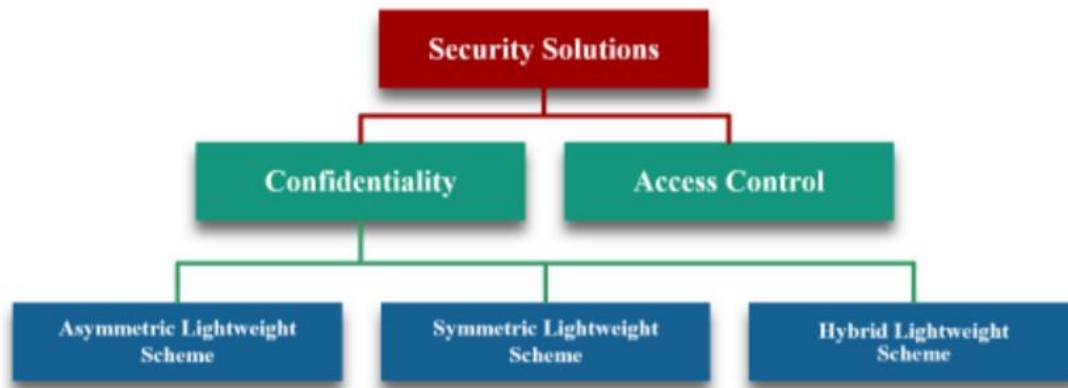 Security Solutions
Confidentiality
Access Control
Asymmetric Lightweight
Scheme
Symmetric Lightweight
Scheme
Hybrid Lightweight
Scheme